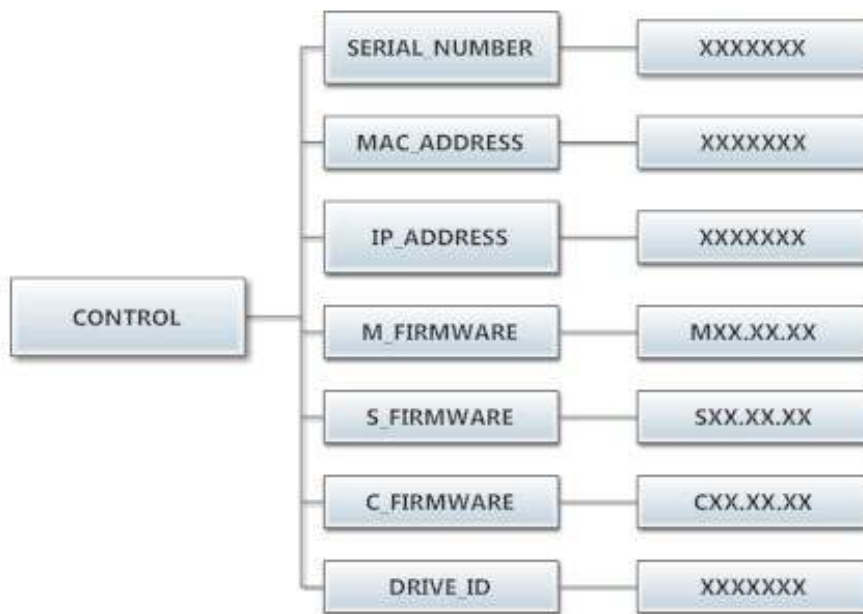 SERIAL_NUMBER XXXXXXX
MAC_ADDRESS XXXXXXX
IP_ADDRESS XXXXXXX
CONTROL
M_FIRMWARE MXX.XX.XX
S_FIRMWARE SXX.XX.XX
C_FIRMWARE CXX.XX.XX
DRIVE_ID XXXXXXX